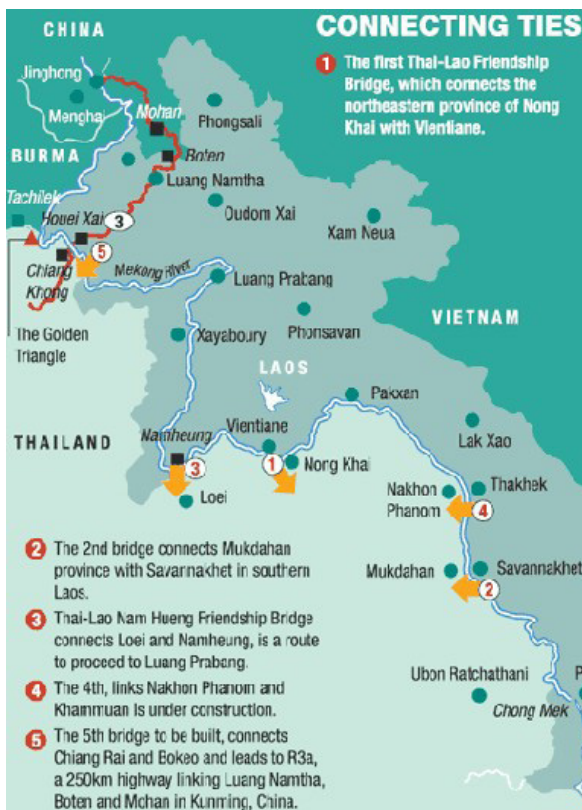 CONNECTING TIES
1 The first Thai-Lao Friendship
Bridge, which connects the
northeastern province of Nong
Khai with Vientiane.
CHINA
Jinghong
Menghai
Mohan
Phongsali
BURMA
Boten
Luang Namtha
Tachilek
Houei Xai
3
Oudom Xai
Xam Neua
5
Chiang
Khong
Mekong River
Luang Prabang
The Golden
Triangle
Xayaboury
Phonsavan
VIETNAM
LAOS
Pakxan
THAILAND
Namheung
Vientiane
Lak Xao
3
1
Nong Khai
Loei
Nakhon
Phanom
Thakhek
4
Mukdahan
Savannakhet
2
Ubon Ratchathani
P
Chong Mek
2 The 2nd bridge connects Mukdahan
province with Savannakhet in southern
Laos.
3 Thai-Lao Nam Hueng Friendship Bridge
connects Loei and Namheung, is a route
to proceed to Luang Prabang.
4 The 4th, links Nakhon Phanom and
Khammuan is under construction.
5 The 5th bridge to be built, connects
Chiang Rai and Bokeo and leads to R3a,
a 250km highway linking Luang Namtha,
Boten and Mohan in Kunming, China.